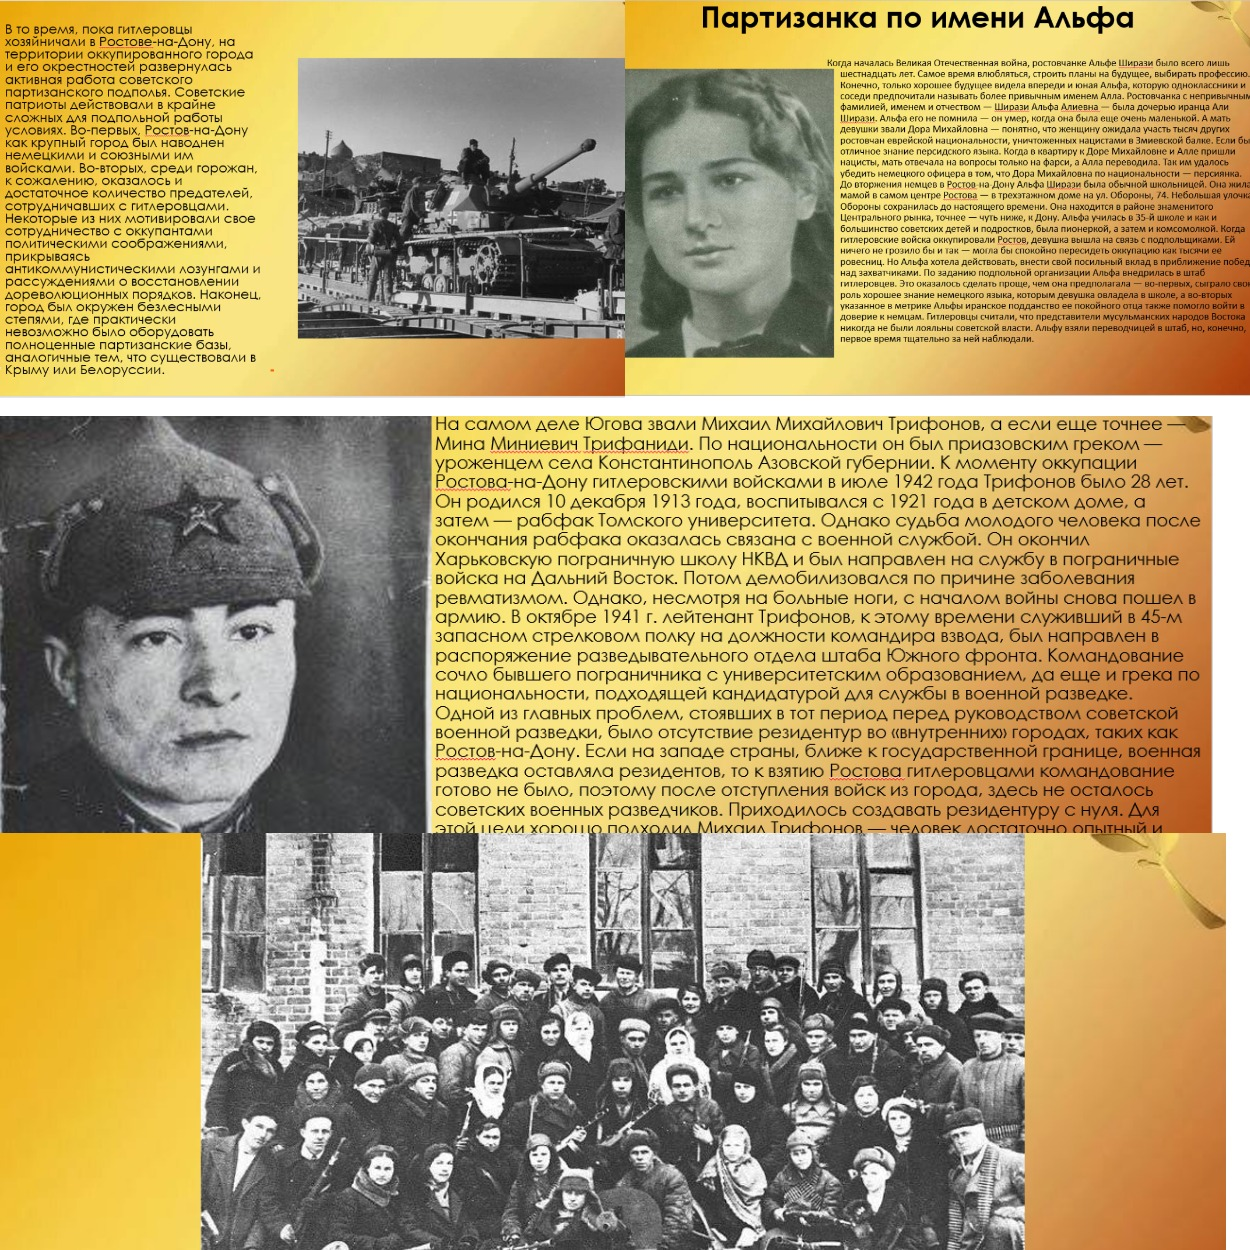 В то время, пока гитлеровцы
хозяйничали в Ростове-на-Дону, на
территории оккупированного города
и его окрестностей развернулась
активная работа советского
партизанского подполья. Советские
патриоты действовали в крайне
сложных для подпольной работы
условиях. Во-первых, Ростов-на-Дону
как крупный город был наводнен
немецкими и союзными им
войсками. Во-вторых, среди горожан,
к сожалению, оказалось и
достаточное количество предателей,
сотрудничавших с гитлеровцами.
Некоторые из них мотивировали свое
сотрудничество с оккупантами
политическими соображениями,
прикрываясь
антикоммунистическими лозунгами и
рассуждениями о восстановлении
дореволюционных порядков. Наконец,
город был окружен безлесными
степями, где практически
невозможно было оборудовать
полноценные партизанские базы,
аналогичные тем, что существовали в
Крыму или Белоруссии.
Партизанка по имени Альфа
Когда началась Великая Отечественная война, ростовчанке Альфе Ширази было всего лишь
шестнадцать лет. Самое время влюбляться, строить планы на будущее, выбирать профессию.
Конечно, только хорошее будущее видела впереди и юная Альфа, которую одноклассники и
соседи предпочитали называть более привычным именем Алла. Ростовчанка с непривычным
фамилией, именем и отчеством — Ширази Альфа Алиевна — была дочерью иранца Али
Ширази. Альфа его не помнила — он умер, когда она была еще очень маленькой. А мать
девушки звали Дора Михайловна — понятно, что женщину ожидала участь тысяч других
ростовчан еврейской национальности, уничтоженных нацистами в Змиевской балке. Если бы
отличное знание персидского языка. Когда в квартиру к Доре Михайловне и Алле пришли
нацисты, мать отвечала на вопросы только на фарси, а Алла переводила. Так им удалось
убедить немецкого офицера в том, что Дора Михайловна по национальности — персиянка.
До вторжения немцев в Ростов-на-Дону Альфа Ширази была обычной школьницей. Она жила
мамой в самом центре Ростова — в трехэтажном доме на ул. Обороны, 74. Небольшая улочка
Обороны сохранилась до настоящего времени. Она находится в районе знаменитого
Центрального рынка, точнее — чуть ниже, к Дону. Альфа училась в 35-й школе и как и
большинство советских детей и подростков, была пионеркой, а затем и комсомолкой. Когда
гитлеровские войска оккупировали Ростов, девушка вышла на связь с подпольщиками. Ей
ничего не грозило бы и так — могла бы спокойно пересидеть оккупацию как тысячи ее
ровесниц. Но Альфа хотела действовать, внести свой посильный вклад в приближение побед
над захватчиками. По заданию подпольной организации Альфа внедрилась в штаб
гитлеровцев. Это оказалось сделать проще, чем она предполагала — во-первых, сыграло свою
роль хорошее знание немецкого языка, которым девушка овладела в школе, а во-вторых
указанное в метрике Альфы иранское подданство ее покойного отца также помогло войти в
доверие к немцам. Гитлеровцы считали, что представители мусульманских народов Востока
никогда не были лояльны советской власти. Альфу взяли переводчицей в штаб, но, конечно,
первое время тщательно за ней наблюдали.
На самом деле Югова звали Михаил Михайлович Трифонов, а если еще точнее —
Мина Миниевич Трифаниди. По национальности он был приазовским греком —
уроженцем села Константинополь Азовской губернии. К моменту оккупации
Ростова-на-Дону гитлеровскими войсками в июле 1942 года Трифонов было 28 лет.
Он родился 10 декабря 1913 года, воспитывался с 1921 года в детском доме, а
затем — рабфак Томского университета. Однако судьба молодого человека после
окончания рабфака оказалась связана с военной службой. Он окончил
Харьковскую пограничную школу НКВД и был направлен на службу в пограничные
войска на Дальний Восток. Потом демобилизовался по причине заболевания
ревматизмом. Однако, несмотря на больные ноги, с началом войны снова пошел в
армию. В октябре 1941 г. лейтенант Трифонов, к этому времени служивший в 45-м
запасном стрелковом полку на должности командира взвода, был направлен в
распоряжение разведывательного отдела штаба Южного фронта. Командование
сочло бывшего пограничника с университетским образованием, да еще и грека по
национальности, подходящей кандидатурой для службы в военной разведке.
Одной из главных проблем, стоявших в тот период перед руководством советской
военной разведки, было отсутствие резидентур во «внутренних» городах, таких как
Ростов-на-Дону. Если на западе страны, ближе к государственной границе, военная
разведка оставляла резидентов, то к взятию Ростова гитлеровцами командование
готово не было, поэтому после отступления войск из города, здесь не осталось
советских военных разведчиков. Приходилось создавать резидентуру с нуля. Для
этой цели хорошо подходил Михаил Трифонов — человек достаточно опытный и